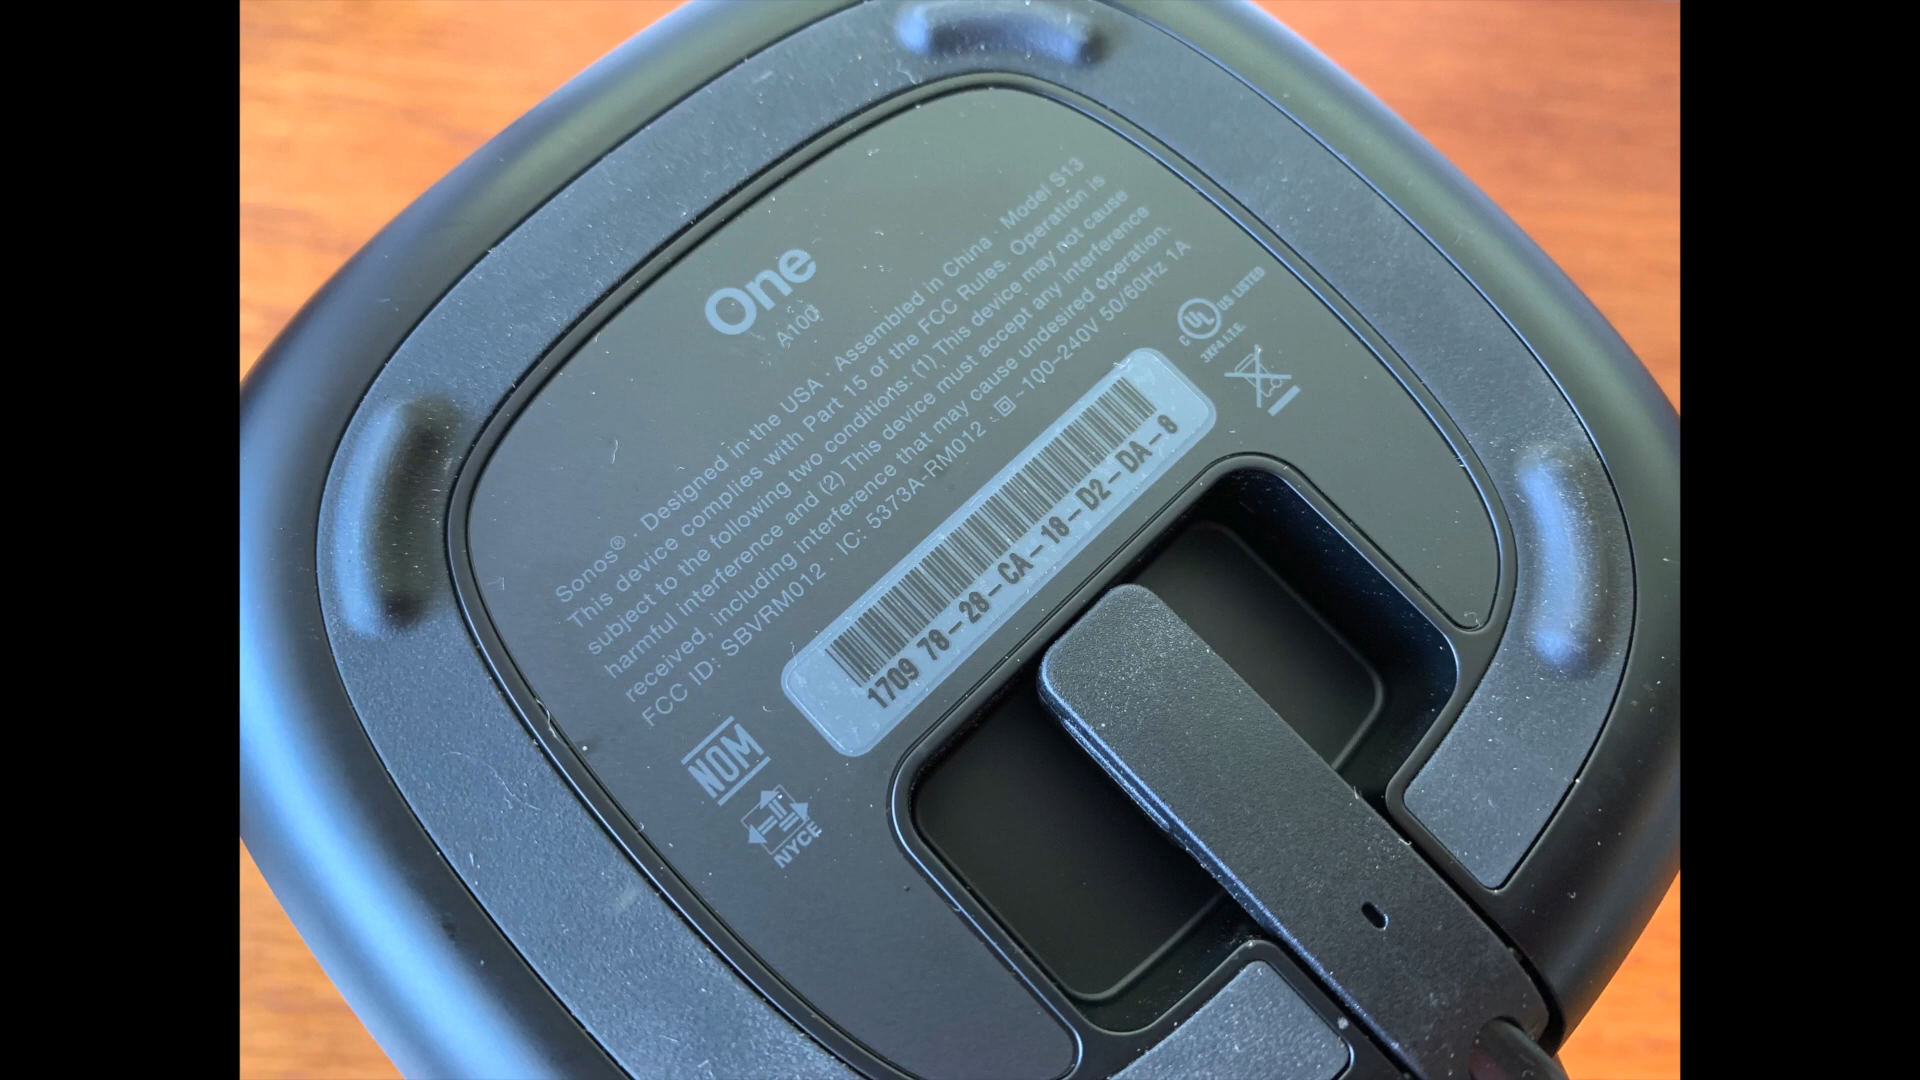 One
A100
Sonos® · Designed in the USA · Assembled in China · Model S13
This device complies with Part 15 of the FCC Rules. Operation is
subject to the following two conditions: (1) This device may not cause
harmful interference and (2) This device must accept any interference
received, including interference that may cause undesired operation.
FCC ID: SBVRM012 · IC: 5373A-RM012 ~ 100–240V 50/60Hz 1A
c UL US LISTED
3XF4 I.T.E.
1709 78-28-CA-18-D2-DA-8
NOM
NYCE